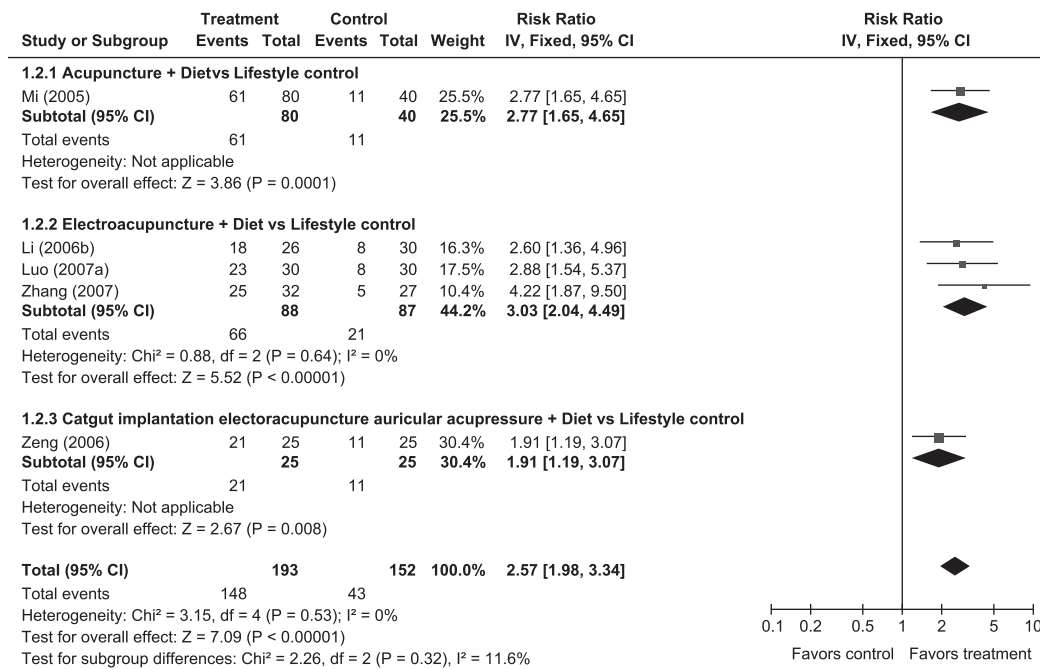 Treatment Control Risk Ratio Risk Ratio
Study or Subgroup Events Total Events Total Weight IV, Fixed, 95% CI IV, Fixed, 95% CI
1.2.1 Acupuncture + Dietvs Lifestyle control
Mi (2005) 61 80 11 40 25.5% 2.77 [1.65, 4.65]
Subtotal (95% CI) 80 40 25.5% 2.77 [1.65, 4.65]
Total events 61 11
Heterogeneity: Not applicable
Test for overall effect: Z = 3.86 (P = 0.0001)
1.2.2 Electroacupuncture + Diet vs Lifestyle control
Li (2006b) 18 26 8 30 16.3% 2.60 [1.36, 4.96]
Luo (2007a) 23 30 8 30 17.5% 2.88 [1.54, 5.37]
Zhang (2007) 25 32 5 27 10.4% 4.22 [1.87, 9.50]
Subtotal (95% CI) 88 87 44.2% 3.03 [2.04, 4.49]
Total events 66 21
Heterogeneity: Chi² = 0.88, df = 2 (P = 0.64); I² = 0%
Test for overall effect: Z = 5.52 (P < 0.00001)
1.2.3 Catgut implantation electoracupuncture auricular acupressure + Diet vs Lifestyle control
Zeng (2006) 21 25 11 25 30.4% 1.91 [1.19, 3.07]
Subtotal (95% CI) 25 25 30.4% 1.91 [1.19, 3.07]
Total events 21 11
Heterogeneity: Not applicable
Test for overall effect: Z = 2.67 (P = 0.008)
Total (95% CI) 193 152 100.0% 2.57 [1.98, 3.34]
Total events 148 43
Heterogeneity: Chi² = 3.15, df = 4 (P = 0.53); I² = 0%
Test for overall effect: Z = 7.09 (P < 0.00001)
Test for subgroup differences: Chi² = 2.26, df = 2 (P = 0.32), I² = 11.6%
0.1 0.1 0.5 1 2 5 10
Favors control Favors treatment